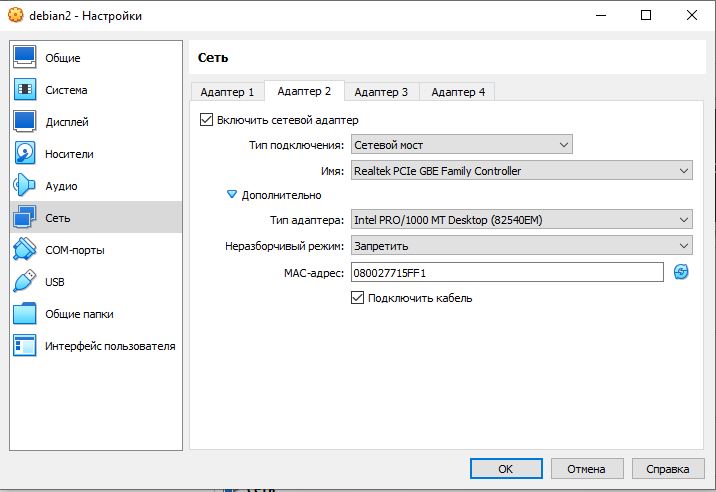 debian2 - Настройки
Общие
Система
Дисплей
Носители
Аудио
Сеть
COM-порты
USB
Общие папки
Интерфейс пользователя
Сеть
Адаптер 1 Адаптер 2 Адаптер 3 Адаптер 4
Включить сетевой адаптер
Тип подключения: Сетевой мост
Имя: Realtek PCIe GBE Family Controller
Дополнительно
Тип адаптера: Intel PRO/1000 MT Desktop (82540EM)
Неразборчивый режим: Запретить
MAC-адрес: 080027715FF1
Подключить кабель
OK Отмена Справка